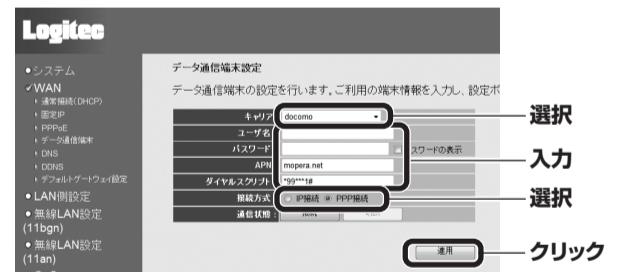 Logitec
●システム
✓WAN
通常接続(DHCP)
固定IP
PPPoE
データ通信端末
DNS
DDNS
デフォルトゲートウェイ設定
●LAN側設定
●無線LAN設定
(11bgn)
●無線LAN設定
(11an)
データ通信端末設定
データ通信端末の設定を行います。ご利用の端末情報を入力し、設定ボ
キャリア docomo
ユーザ名
パスワード スワードの表示
APN mopera.net
ダイヤルスクリプト *99***1#
接続方式 IP接続 PPP接続
通信状態:
適用
選択
入力
選択
クリック